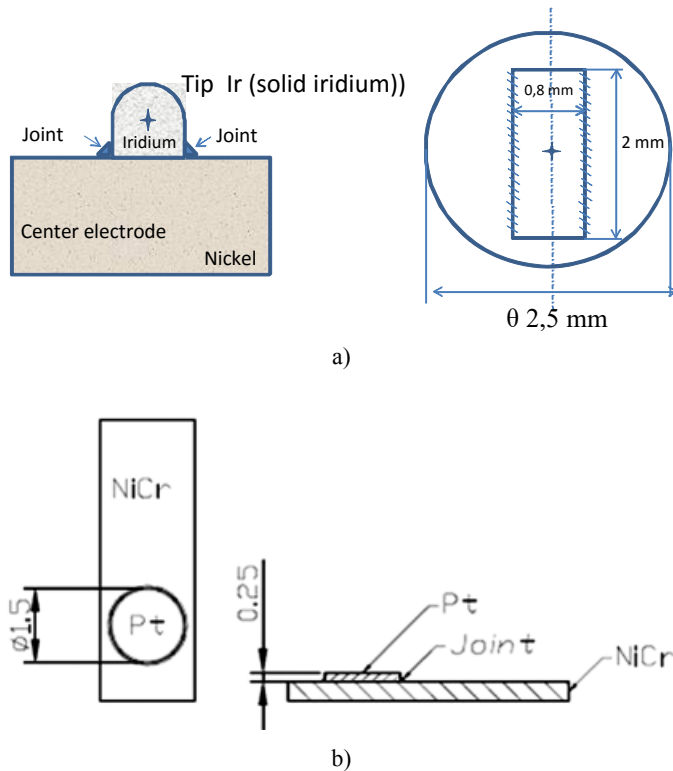 Tip Ir (solid iridium))
Joint
Iridium
Joint
Center electrode
Nickel
0,8 mm
2 mm
θ 2,5 mm
a)
NiCr
Pt
ø1.5
0.25
Pt
Joint
NiCr
b)